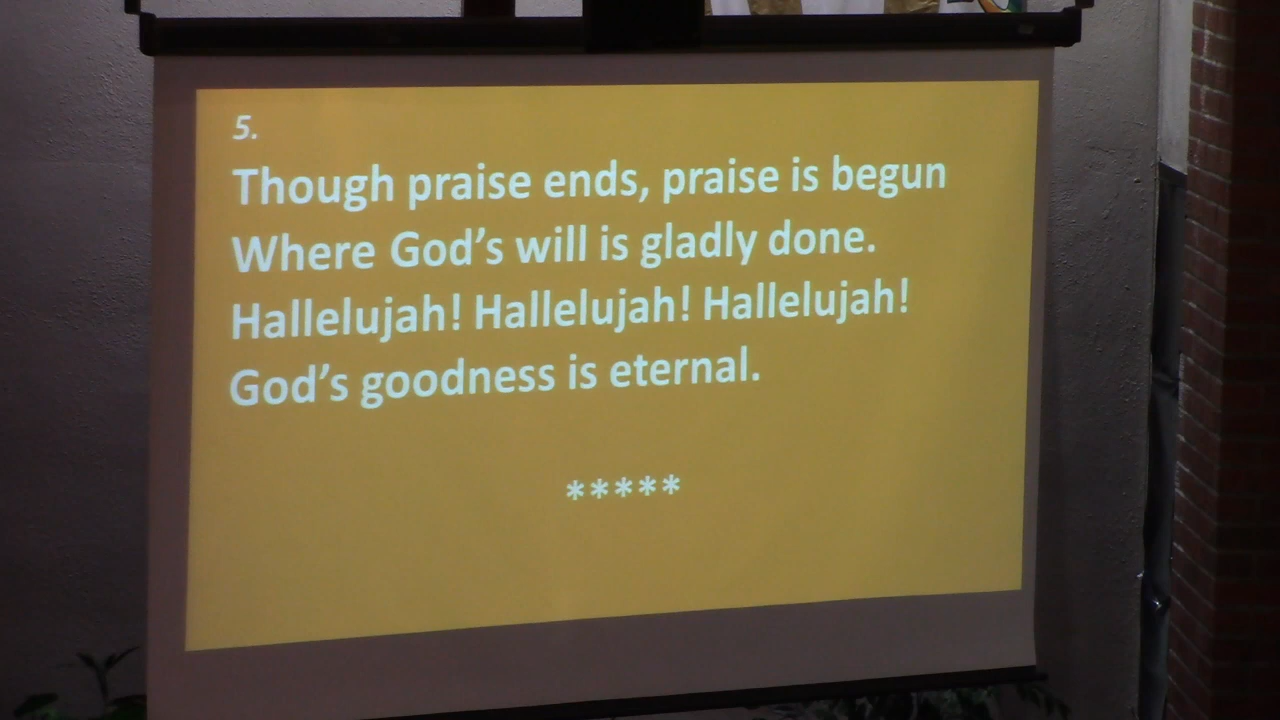 5.
Though praise ends, praise is begun
Where God's will is gladly done.
Hallelujah! Hallelujah! Hallelujah!
God's goodness is eternal.
*****